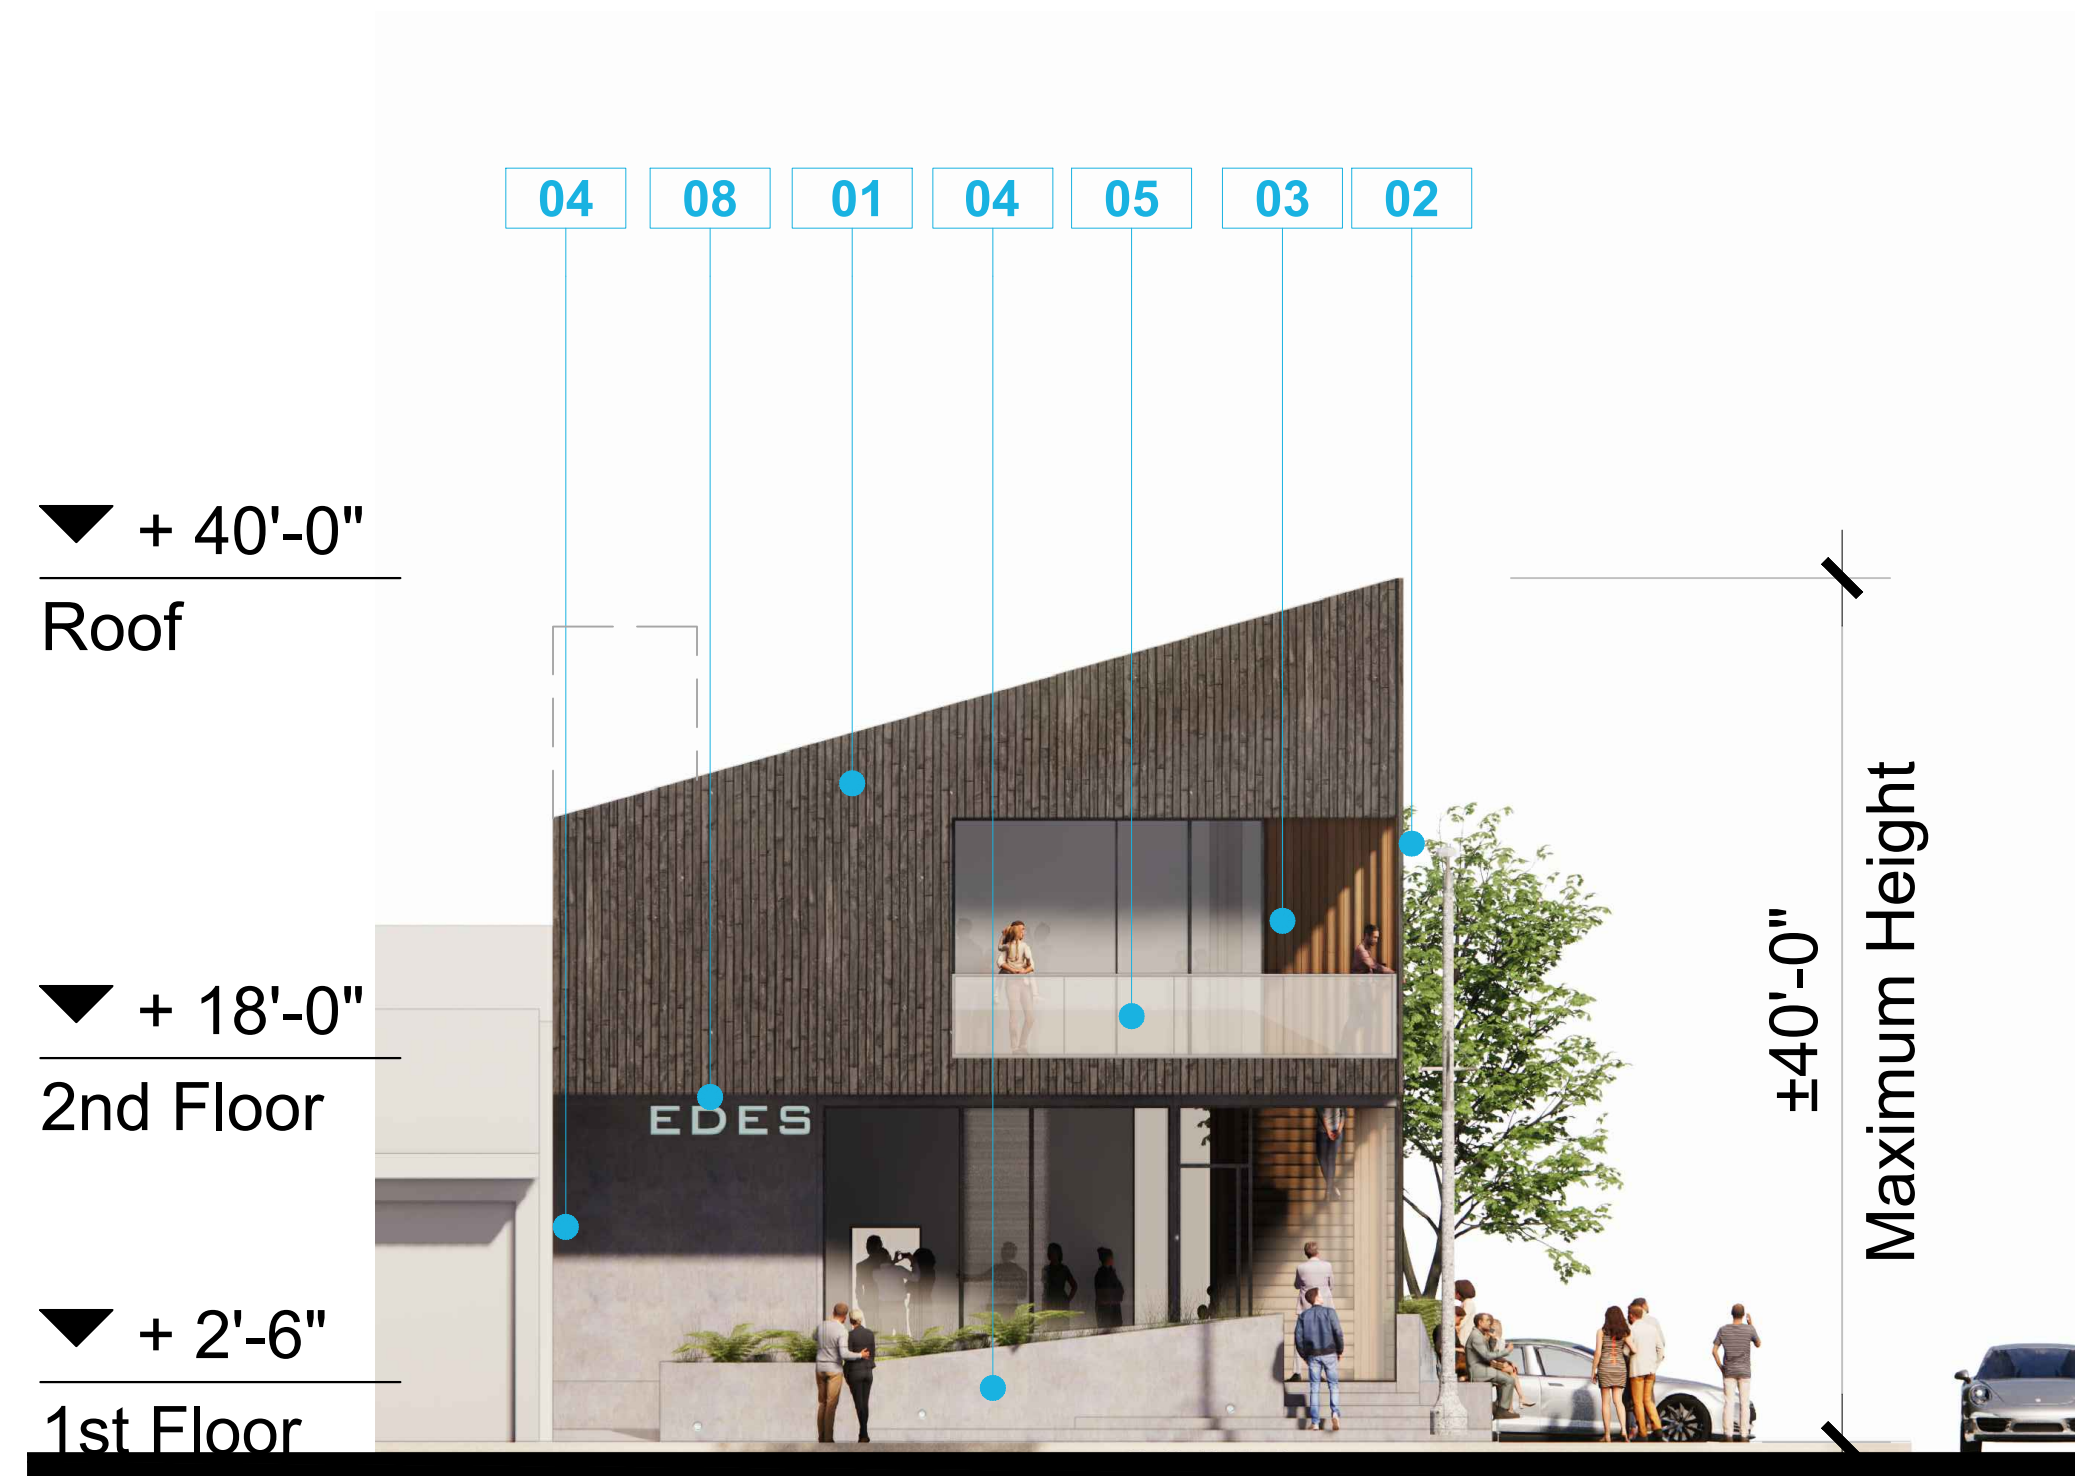 04 08 01 04 05 03 02
+ 40'-0"
Roof
+ 18'-0"
2nd Floor
+ 2'-6"
1st Floor
EDES
±40'-0"
Maximum Height